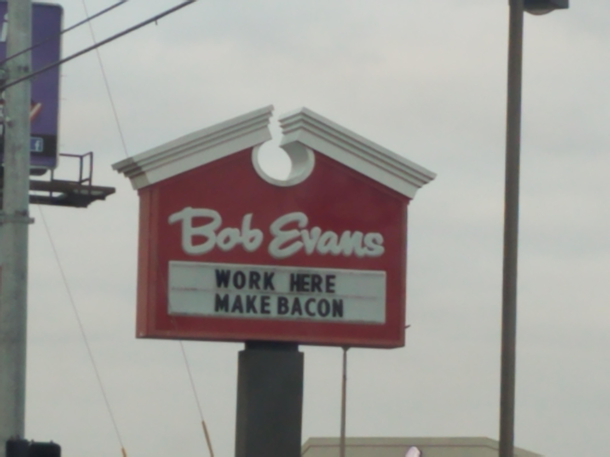 Bob Evans
WORK HERE
MAKE BACON